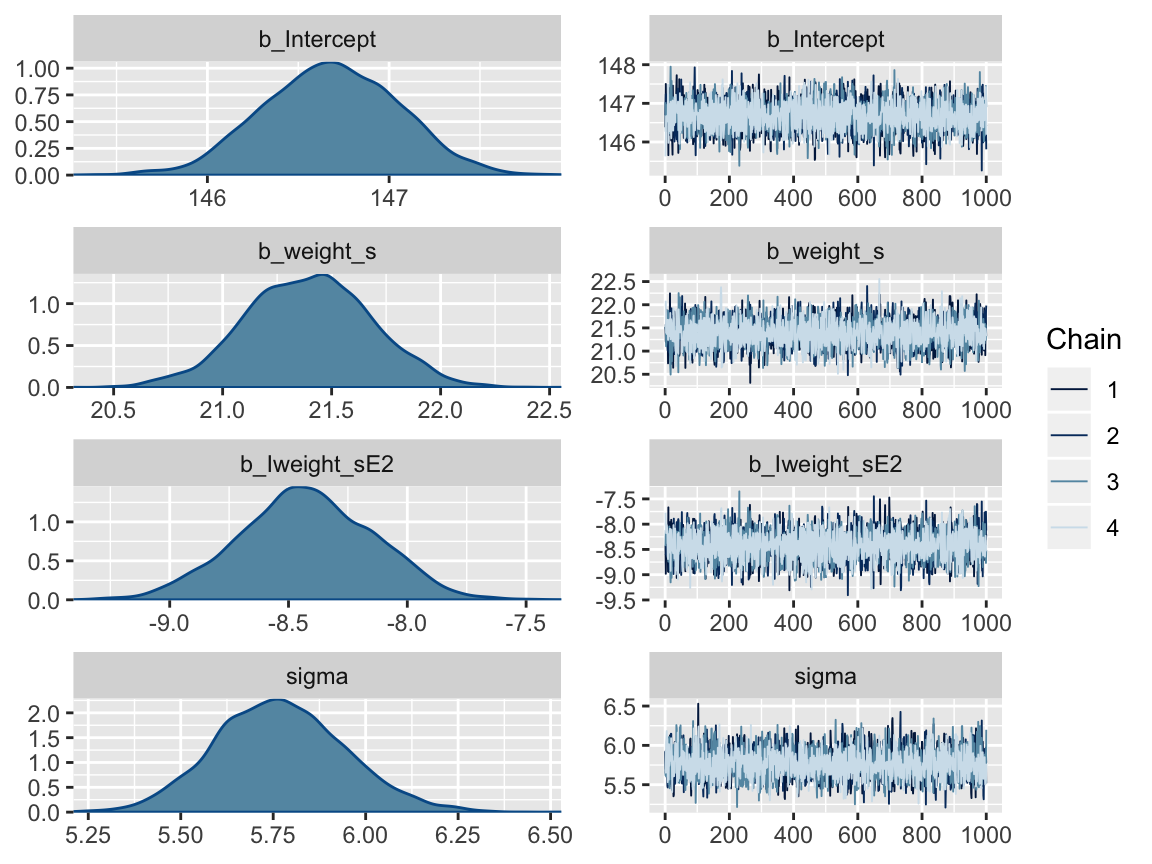 b_Intercept
1.00
0.75
0.50
0.25
0.00
146 147
b_Intercept
148
147
146
0 200 400 600 800 1000
b_weight_s
1.0
0.5
0.0
20.5 21.0 21.5 22.0 22.5
b_weight_s
22.5
22.0
21.5
21.0
20.5
0 200 400 600 800 1000
b_Iweight_sE2
1.0
0.5
0.0
-9.0 -8.5 -8.0 -7.5
b_Iweight_sE2
-7.5
-8.0
-8.5
-9.0
-9.5
0 200 400 600 800 1000
sigma
2.0
1.5
1.0
0.5
0.0
5.25 5.50 5.75 6.00 6.25 6.50
sigma
6.5
6.0
5.5
0 200 400 600 800 1000
Chain
1
2
3
4